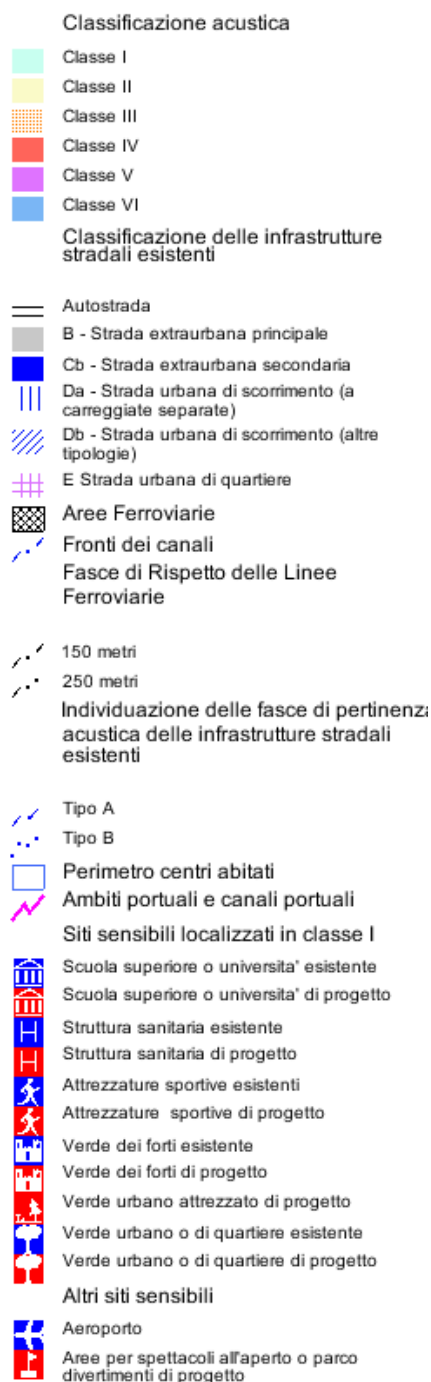 Classificazione acustica
Classe I
Classe II
Classe III
Classe IV
Classe V
Classe VI
Classificazione delle infrastrutture
stradali esistenti
Autostrada
B - Strada extraurbana principale
Cb - Strada extraurbana secondaria
Da - Strada urbana di scorrimento (a
carreggiate separate)
Db - Strada urbana di scorrimento (altre
tipologie)
E Strada urbana di quartiere
Aree Ferroviarie
Fronti dei canali
Fasce di Rispetto delle Linee
Ferroviarie
150 metri
250 metri
Individuazione delle fasce di pertinenza
acustica delle infrastrutture stradali
esistenti
Tipo A
Tipo B
Perimetro centri abitati
Ambiti portuali e canali portuali
Siti sensibili localizzati in classe I
Scuola superiore o universita' esistente
Scuola superiore o universita' di progetto
Struttura sanitaria esistente
Struttura sanitaria di progetto
Attrezzature sportive esistenti
Attrezzature sportive di progetto
Verde dei forti esistente
Verde dei forti di progetto
Verde urbano attrezzato di progetto
Verde urbano o di quartiere esistente
Verde urbano o di quartiere di progetto
Altri siti sensibili
Aeroporto
Aree per spettacoli all'aperto o parco
divertimenti di progetto